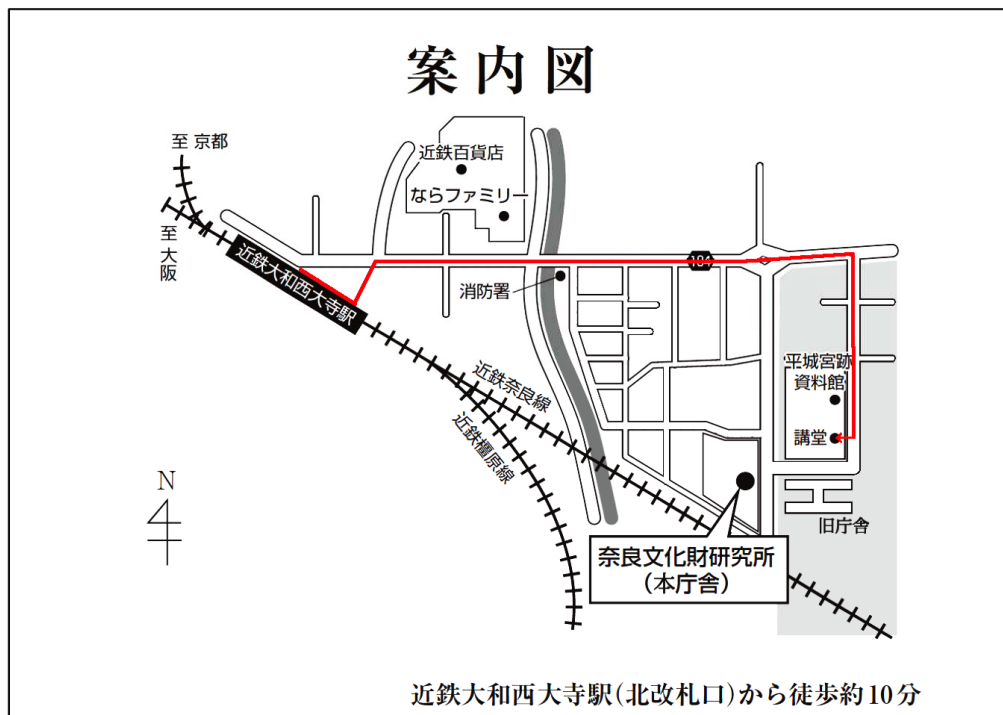 案内図
至 京都
近鉄百貨店
ならファミリー
至大阪
近鉄大和西大寺駅
104
消防署
平城宮跡
資料館
近鉄奈良線
近鉄橿原線
講堂
N
旧庁舎
奈良文化財研究所
(本庁舎)
近鉄大和西大寺駅(北改札口)から徒歩約10分